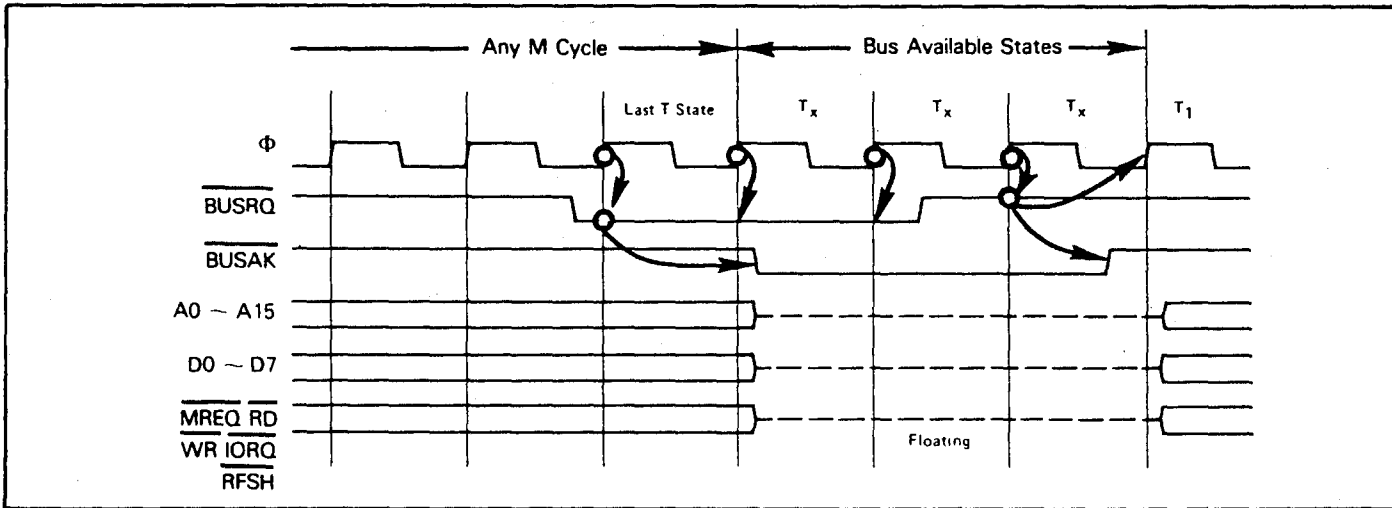 Any M Cycle Bus Available States
Last T State Tx Tx Tx T1
Φ
BUSRQ
BUSAK
A0 ~ A15
D0 ~ D7
MREQ RD
WR IORQ
Floating
RFSH